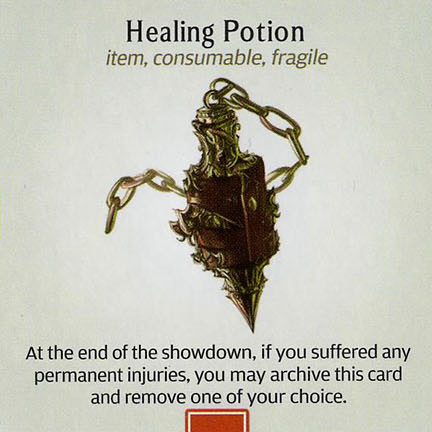 Healing Potion
item, consumable, fragile
At the end of the showdown, if you suffered any
permanent injuries, you may archive this card
and remove one of your choice.